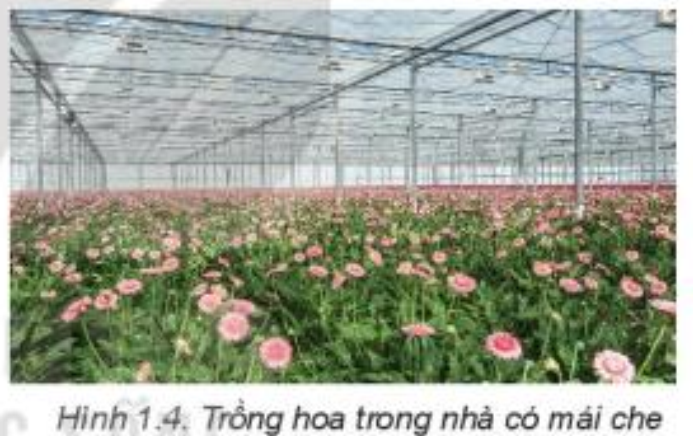 Hình 1.4. Trồng hoa trong nhà có mái che